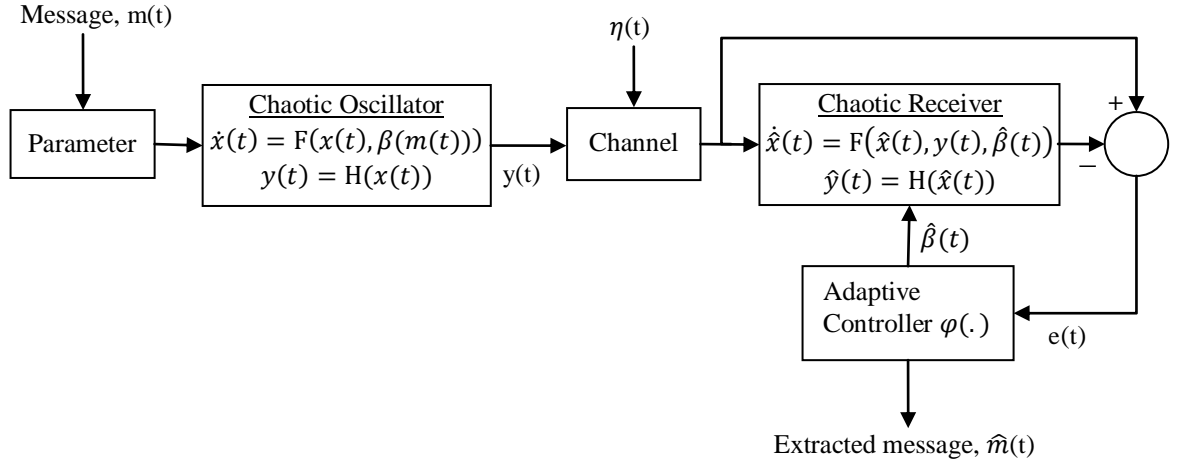 Message, m(t)
η(t)
Parameter
Chaotic Oscillator
ẋ(t) = F(x(t), β(m(t)))
y(t) = H(x(t))
y(t)
Channel
Chaotic Receiver
x̂̇(t) = F(x̂(t), y(t), β̂(t))
ŷ(t) = H(x̂(t))
+
−
β̂(t)
Adaptive
Controller φ(.)
e(t)
Extracted message, m̂(t)